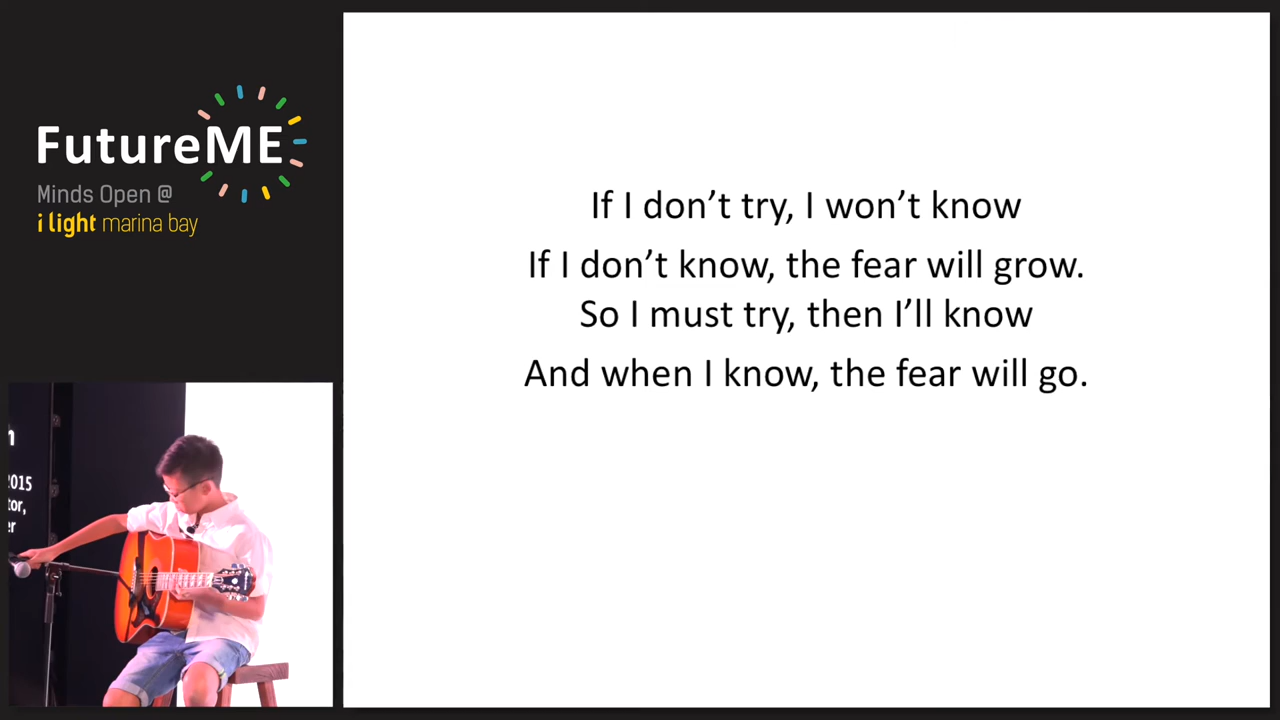 FutureME
Minds Open @
i light marina bay
If I don’t try, I won’t know
If I don’t know, the fear will grow.
So I must try, then I’ll know
And when I know, the fear will go.
2015